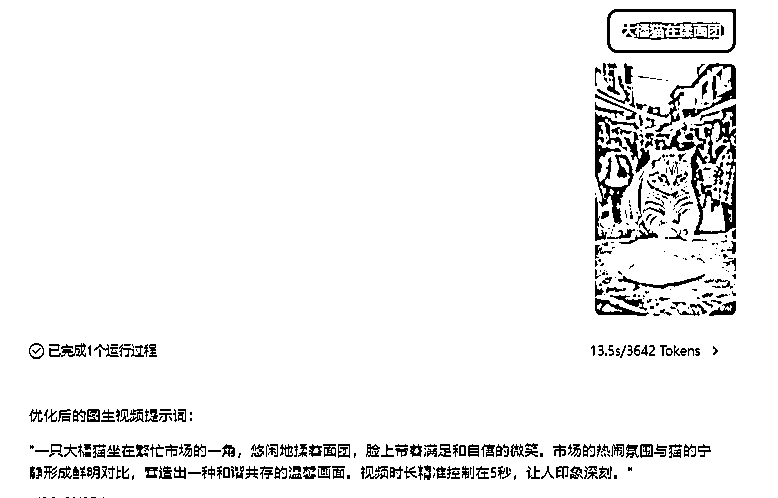 大橘猫在揉面团
已完成1个运行过程
13.5s/3642 Tokens
优化后的图生视频提示词：
"一只大橘猫坐在繁忙市场的一角，悠闲地揉着面团，脸上带着满足和自信的微笑。市场的热闹氛围与猫的宁
静形成鲜明对比，营造出一种和谐共存的温馨画面。视频时长精准控制在5秒，让人印象深刻。"